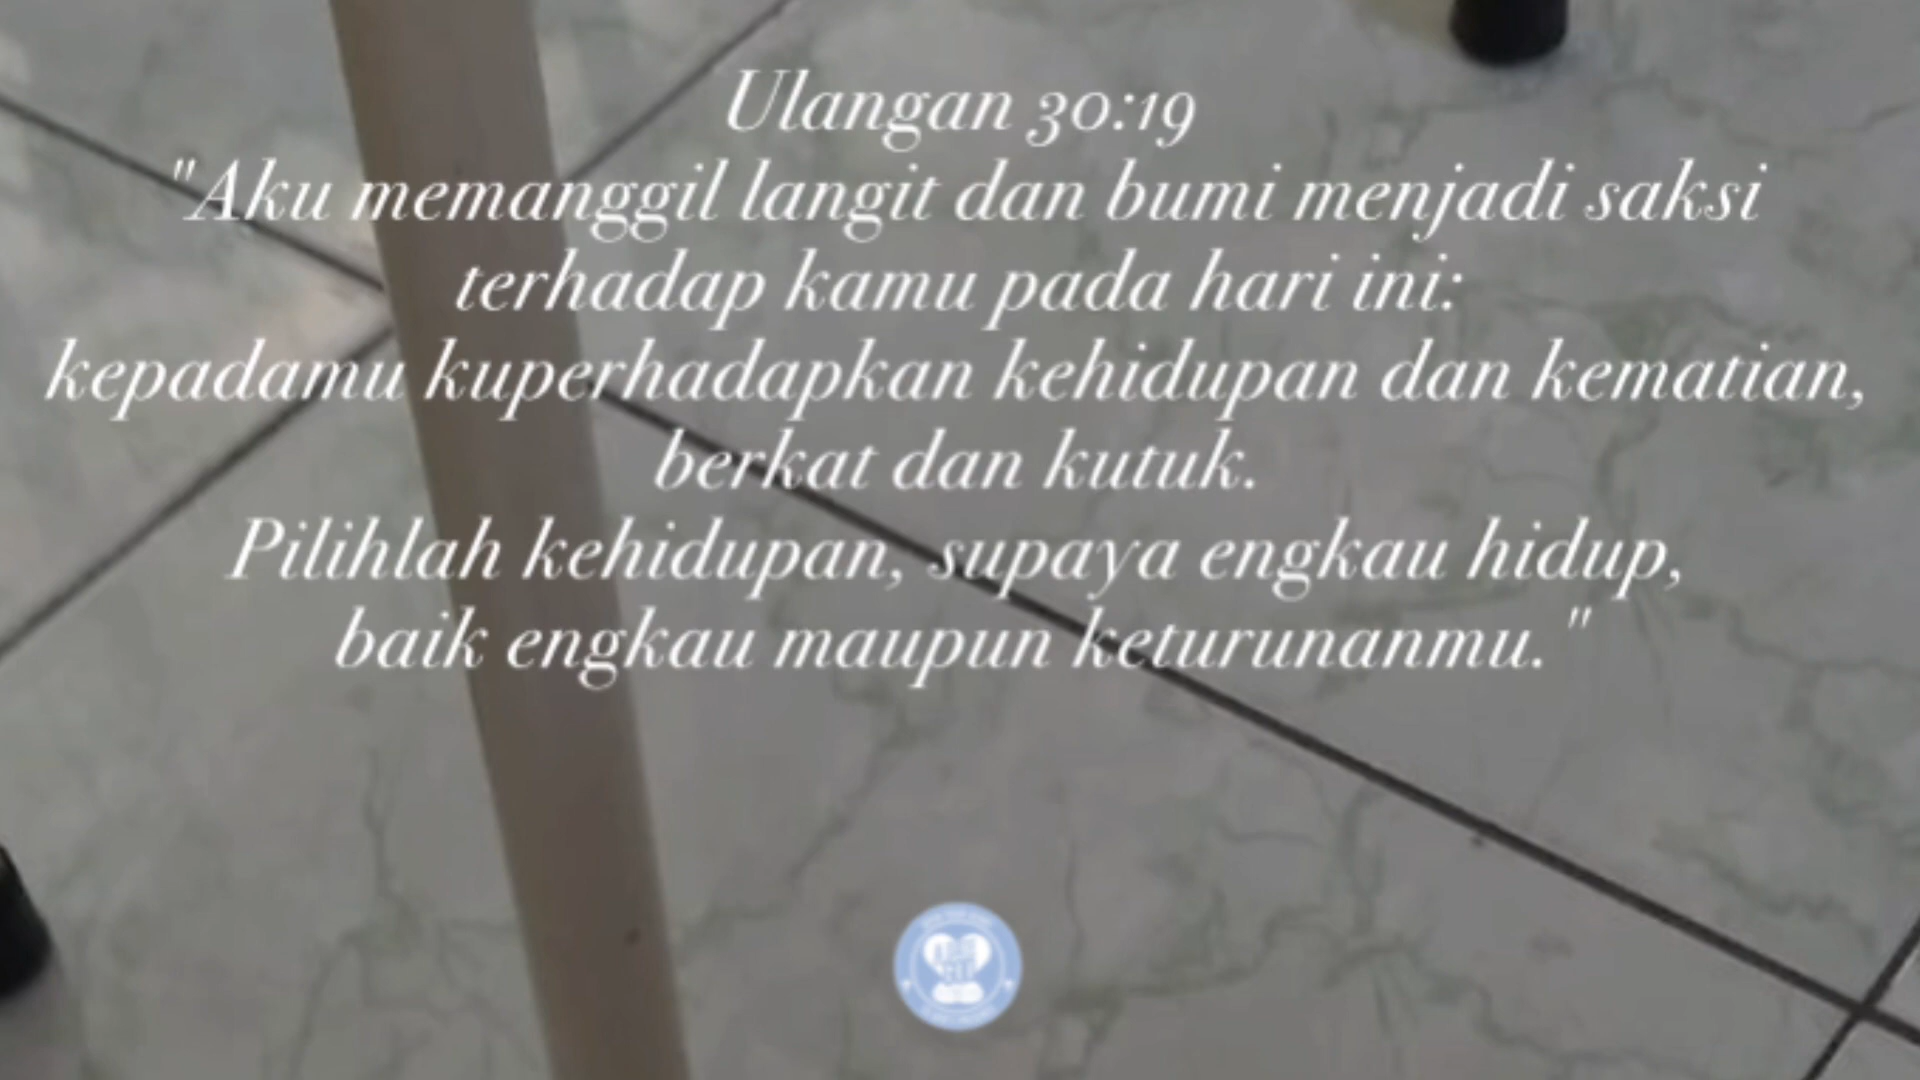 Ulangan 30:19
"Aku memanggil langit dan bumi menjadi saksi
terhadap kamu pada hari ini:
kepadamu kuperhadapkan kehidupan dan kematian,
berkat dan kutuk.
Pilihlah kehidupan, supaya engkau hidup,
baik engkau maupun keturunanmu."